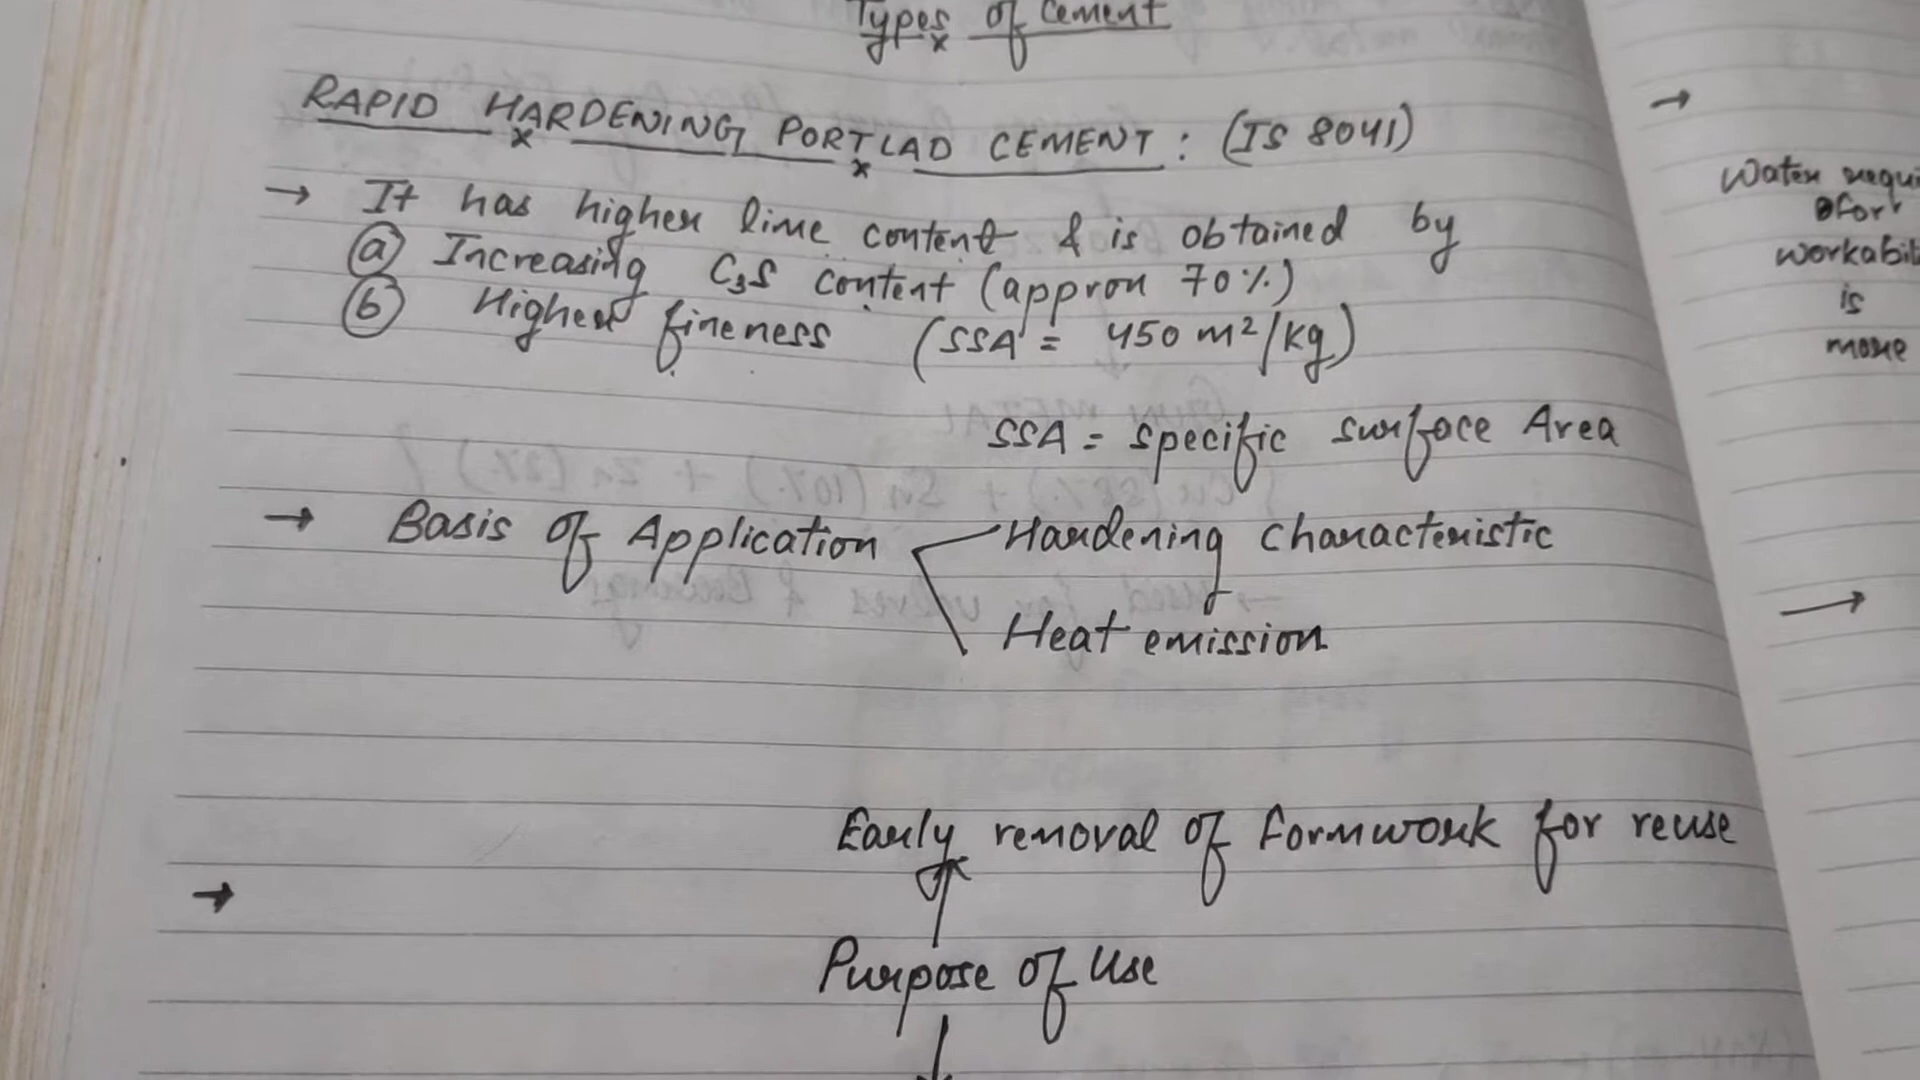 Types of Cement
RAPID HARDENING PORTLAD CEMENT : (IS 8041)
→ It has higher lime content & is obtained by
(a) Increasing C₃S content (approx 70%)
(b) Higher fineness (SSA = 450 m²/kg)
SSA = Specific Surface Area
→ Basis of Application
Hardening characteristic
Heat emission
Early removal of formwork for reuse
→
Purpose of Use
→
Water
for
is
more
→